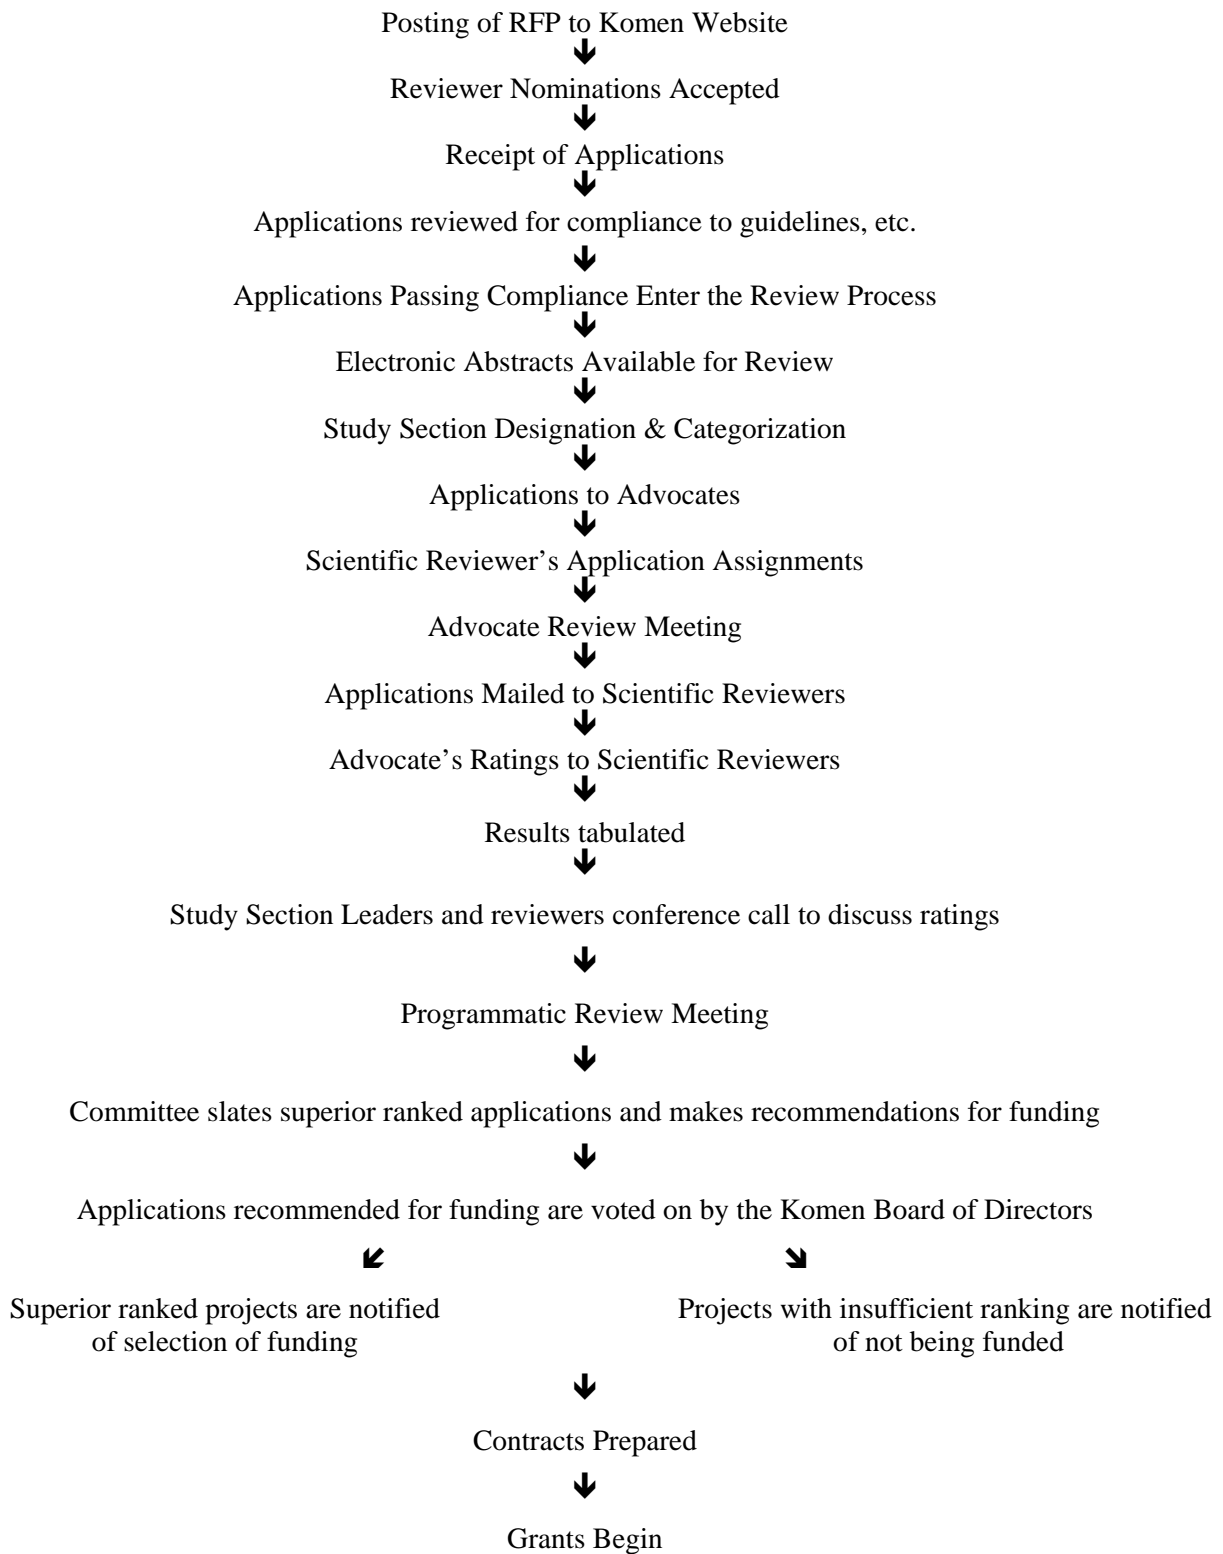 Posting of RFP to Komen Website
Reviewer Nominations Accepted
Receipt of Applications
Applications reviewed for compliance to guidelines, etc.
Applications Passing Compliance Enter the Review Process
Electronic Abstracts Available for Review
Study Section Designation & Categorization
Applications to Advocates
Scientific Reviewer’s Application Assignments
Advocate Review Meeting
Applications Mailed to Scientific Reviewers
Advocate’s Ratings to Scientific Reviewers
Results tabulated
Study Section Leaders and reviewers conference call to discuss ratings
Programmatic Review Meeting
Committee slates superior ranked applications and makes recommendations for funding
Applications recommended for funding are voted on by the Komen Board of Directors
Superior ranked projects are notified
of selection of funding
Projects with insufficient ranking are notified
of not being funded
Contracts Prepared
Grants Begin